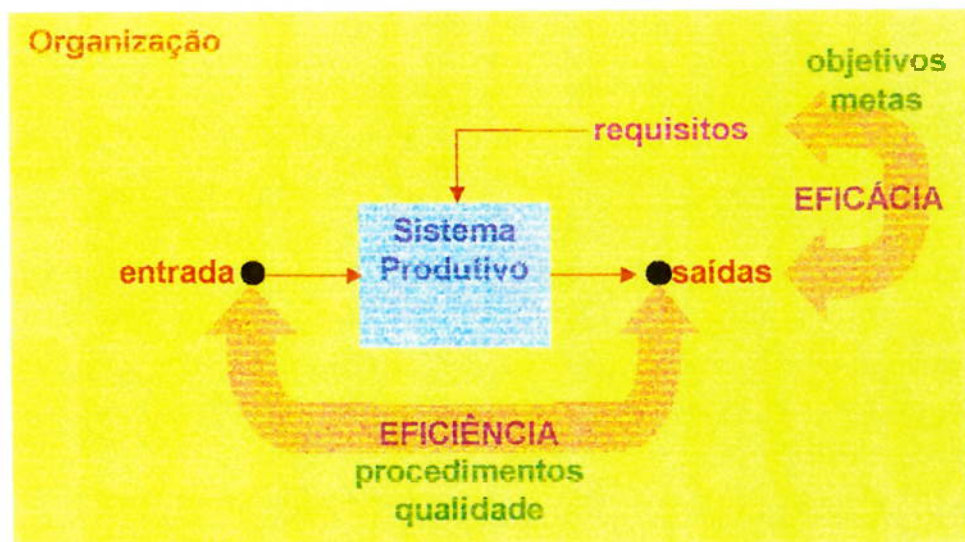 Organização
objetivos
metas
requisitos
EFICÁCIA
Sistema
Produtivo
entrada
saídas
EFICIÊNCIA
procedimentos
qualidade